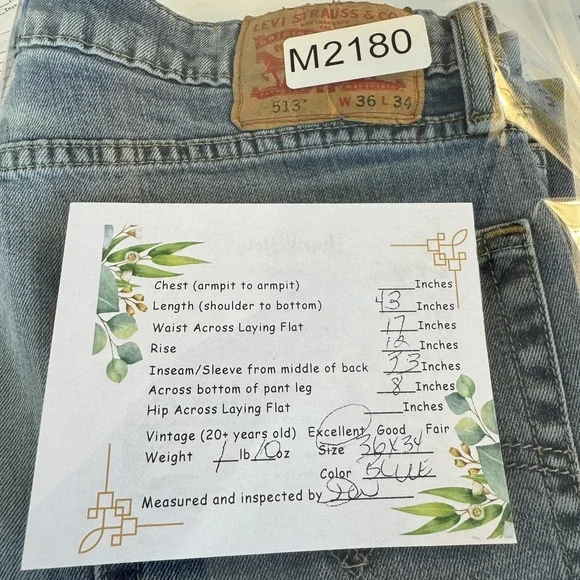 LEVI STRAUSS & CO.
M2180
513™ W 36 L 34
Chest (armpit to armpit) ___ Inches
Length (shoulder to bottom) 43 Inches
Waist Across Laying Flat 17 Inches
Rise 12 Inches
Inseam/Sleeve from middle of back 33 Inches
Across bottom of pant leg 8 Inches
Hip Across Laying Flat ___ Inches
Vintage (20+ years old) Excellent Good Fair
Weight 1 lb 10 oz Size 36X34
Color BLUE
Measured and inspected by